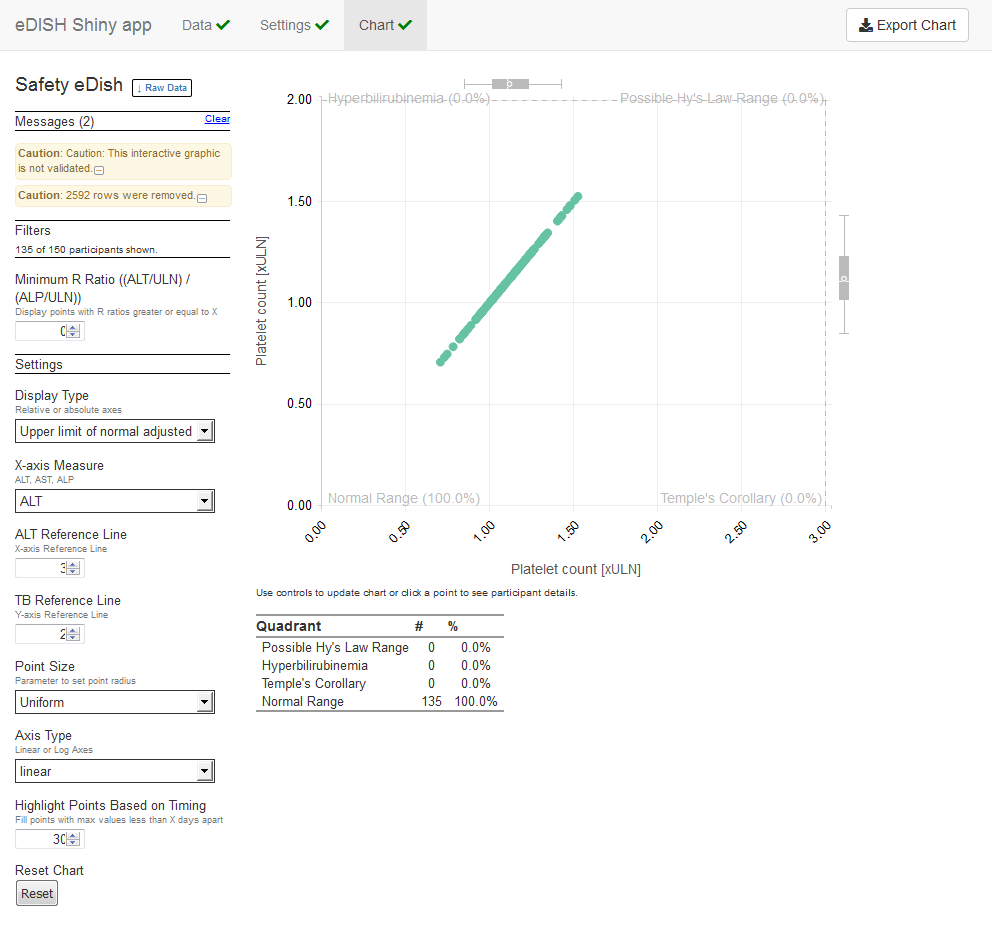 eDISH Shiny app
Data
Settings
Chart
Export Chart
Safety eDish
↓ Raw Data
Messages (2)
Clear
Caution: Caution: This interactive graphic
is not validated.
Caution: 2592 rows were removed.
Filters
135 of 150 participants shown.
Minimum R Ratio ((ALT/ULN) /
(ALP/ULN))
Display points with R ratios greater or equal to X
0
Settings
Display Type
Relative or absolute axes
Upper limit of normal adjusted
X-axis Measure
ALT, AST, ALP
ALT
ALT Reference Line
X-axis Reference Line
3
TB Reference Line
Y-axis Reference Line
2
Point Size
Parameter to set point radius
Uniform
Axis Type
Linear or Log Axes
linear
Highlight Points Based on Timing
Fill points with max values less than X days apart
30
Reset Chart
Reset
Hyperbilirubinemia (0.0%)
Possible Hy's Law Range (0.0%)
2.00
1.50
1.00
0.50
0.00
Platelet count [xULN]
Normal Range (100.0%)
Temple's Corollary (0.0%)
0.00
0.50
1.00
1.50
2.00
2.50
3.00
Platelet count [xULN]
Use controls to update chart or click a point to see participant details.
Quadrant # %
Possible Hy's Law Range 0 0.0%
Hyperbilirubinemia 0 0.0%
Temple's Corollary 0 0.0%
Normal Range 135 100.0%